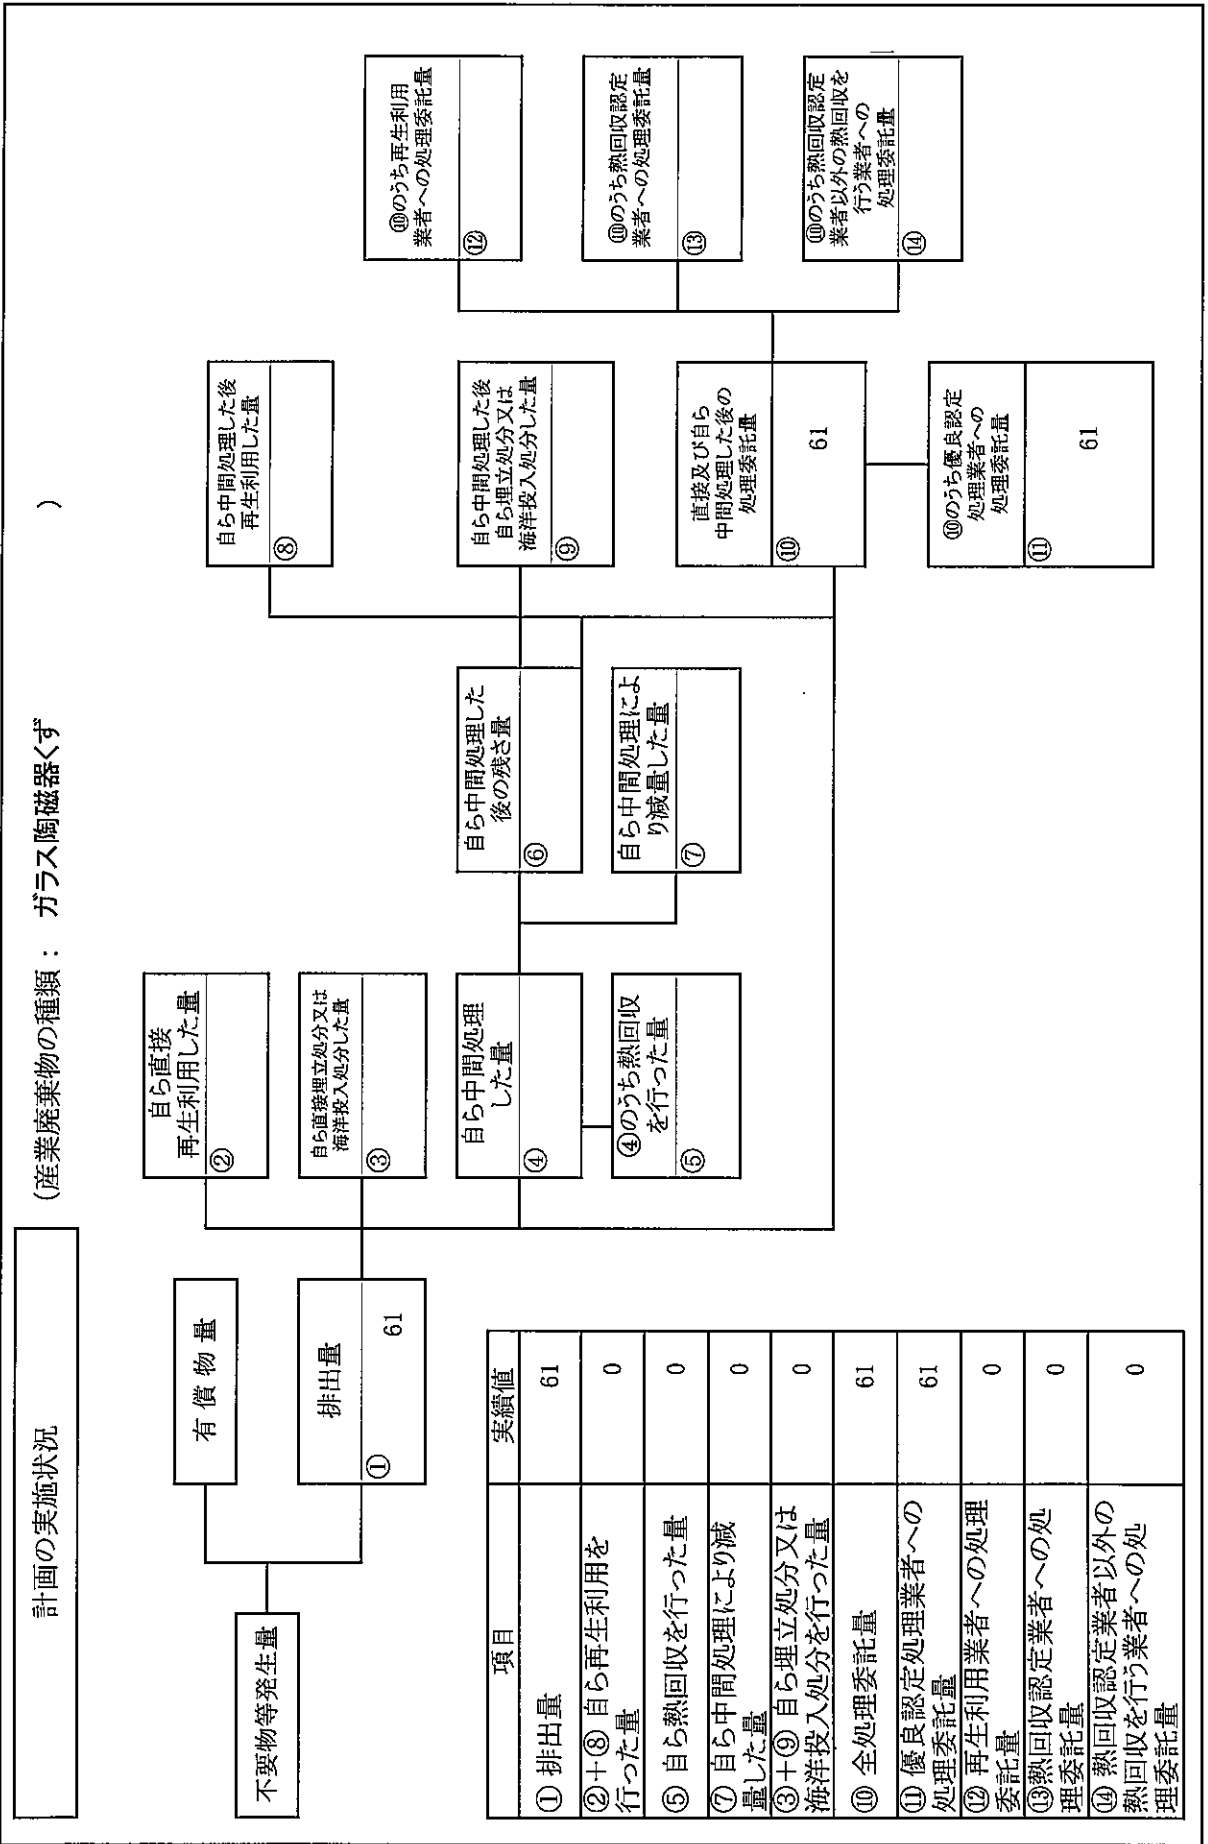 計画の実施状況
(産業廃棄物の種類： ガラス陶磁器くず )
不要物等発生量
有 償 物 量
排出量
① 61
自ら直接
再生利用した量
②
自ら直接埋立処分又は
海洋投入処分した量
③
自ら中間処理
した量
④
④のうち熱回収
を行った量
⑤
自ら中間処理した
後の残さ量
⑥
自ら中間処理によ
り減量した量
⑦
自ら中間処理した後
再生利用した量
⑧
自ら中間処理した後
自ら埋立処分又は
海洋投入処分した量
⑨
直接及び自ら
中間処理した後の
処理委託量
⑩ 61
⑩のうち優良認定
処理業者への
処理委託量
⑪ 61
⑩のうち再生利用
業者への処理委託量
⑫
⑩のうち熱回収認定
業者への処理委託量
⑬
⑩のうち熱回収認定
業者以外の熱回収を
行う業者への
処理委託量
⑭
項目 実績値
① 排出量 61
②＋⑧ 自ら再生利用を
行った量 0
⑤ 自ら熱回収を行った量 0
⑦ 自ら中間処理により減
量した量 0
③＋⑨ 自ら埋立処分又は
海洋投入処分を行った量 0
⑩ 全処理委託量 61
⑪ 優良認定処理業者への
処理委託量 61
⑫ 再生利用業者への処理
委託量 0
⑬熱回収認定業者への処
理委託量 0
⑭ 熱回収認定業者以外の
熱回収を行う業者への処
理委託量 0